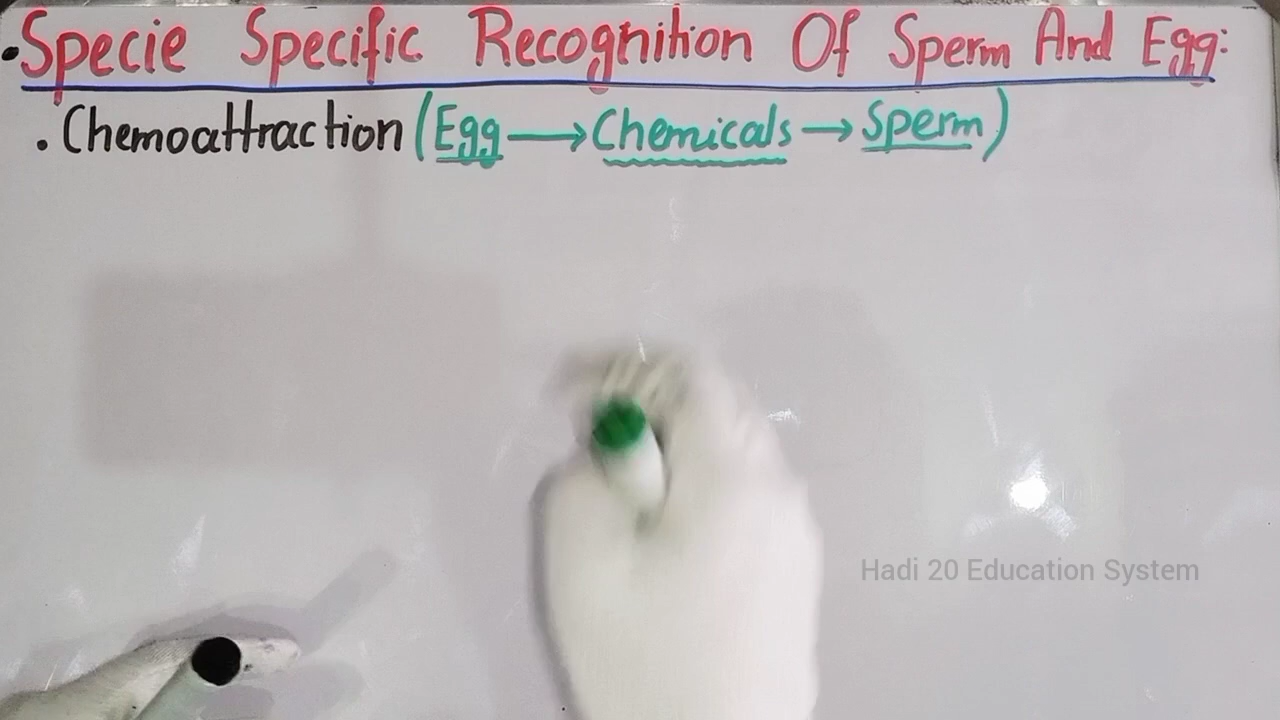 • Specie Specific Recognition Of Sperm And Egg:
• Chemoattraction (Egg → Chemicals → Sperm)
Hadi 20 Education System